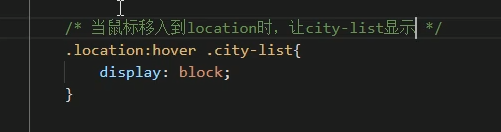 /* 当鼠标移入到location时，让city-list显示 */
.location:hover .city-list{
display: block;
}